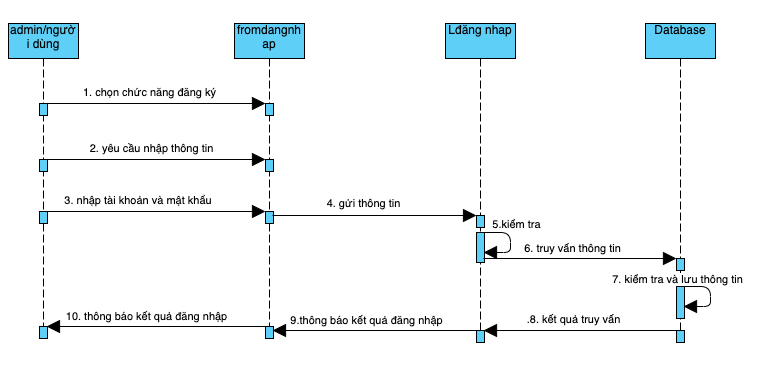 admin/ngườ
i dùng
fromdangnh
ap
Lđăng nhap
Database
1. chọn chức năng đăng ký
2. yêu cầu nhập thông tin
3. nhập tài khoản và mật khẩu
4. gửi thông tin
5.kiểm tra
6. truy vấn thông tin
7. kiểm tra và lưu thông tin
.8. kết quả truy vấn
9.thông báo kết quả đăng nhập
10. thông báo kết quả đăng nhập